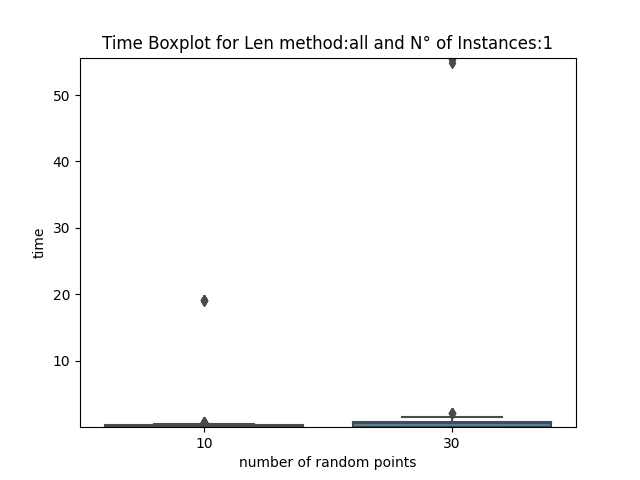 Time Boxplot for Len method:all and N° of Instances:1
50
40
30
20
10
time
10 30
number of random points